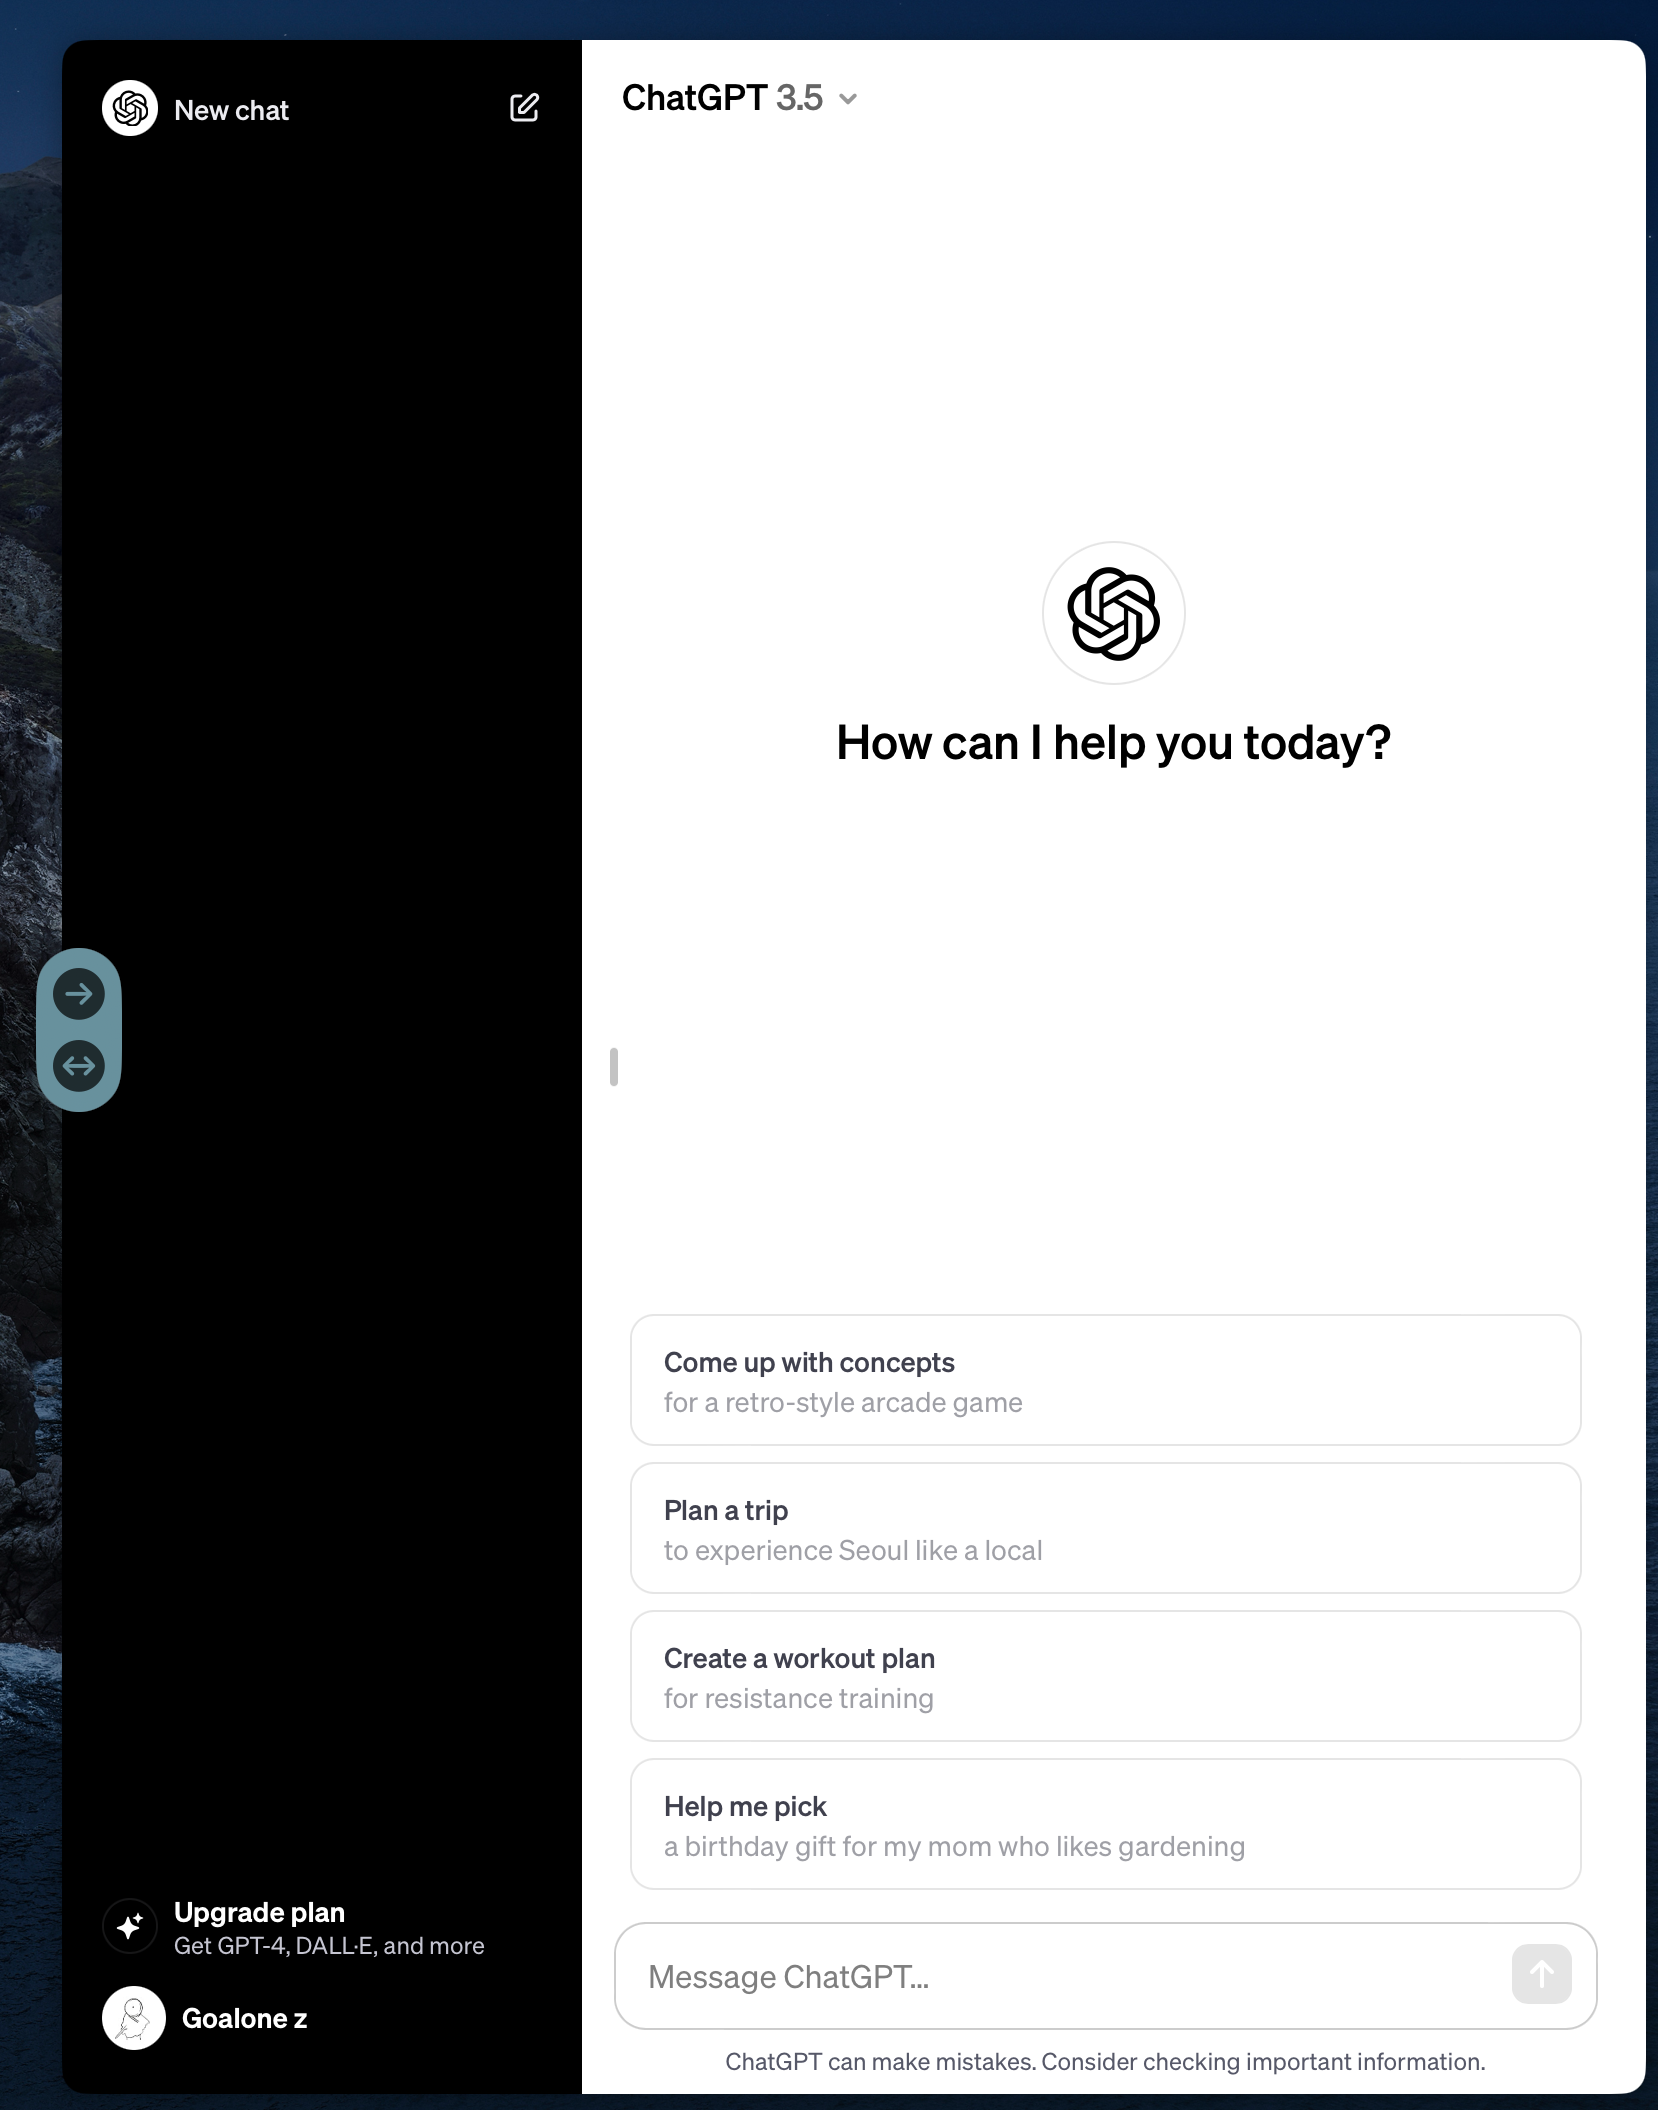 New chat
ChatGPT 3.5
How can I help you today?
Come up with concepts
for a retro-style arcade game
Plan a trip
to experience Seoul like a local
Create a workout plan
for resistance training
Help me pick
a birthday gift for my mom who likes gardening
Upgrade plan
Get GPT-4, DALL·E, and more
Goalone z
Message ChatGPT...
ChatGPT can make mistakes. Consider checking important information.